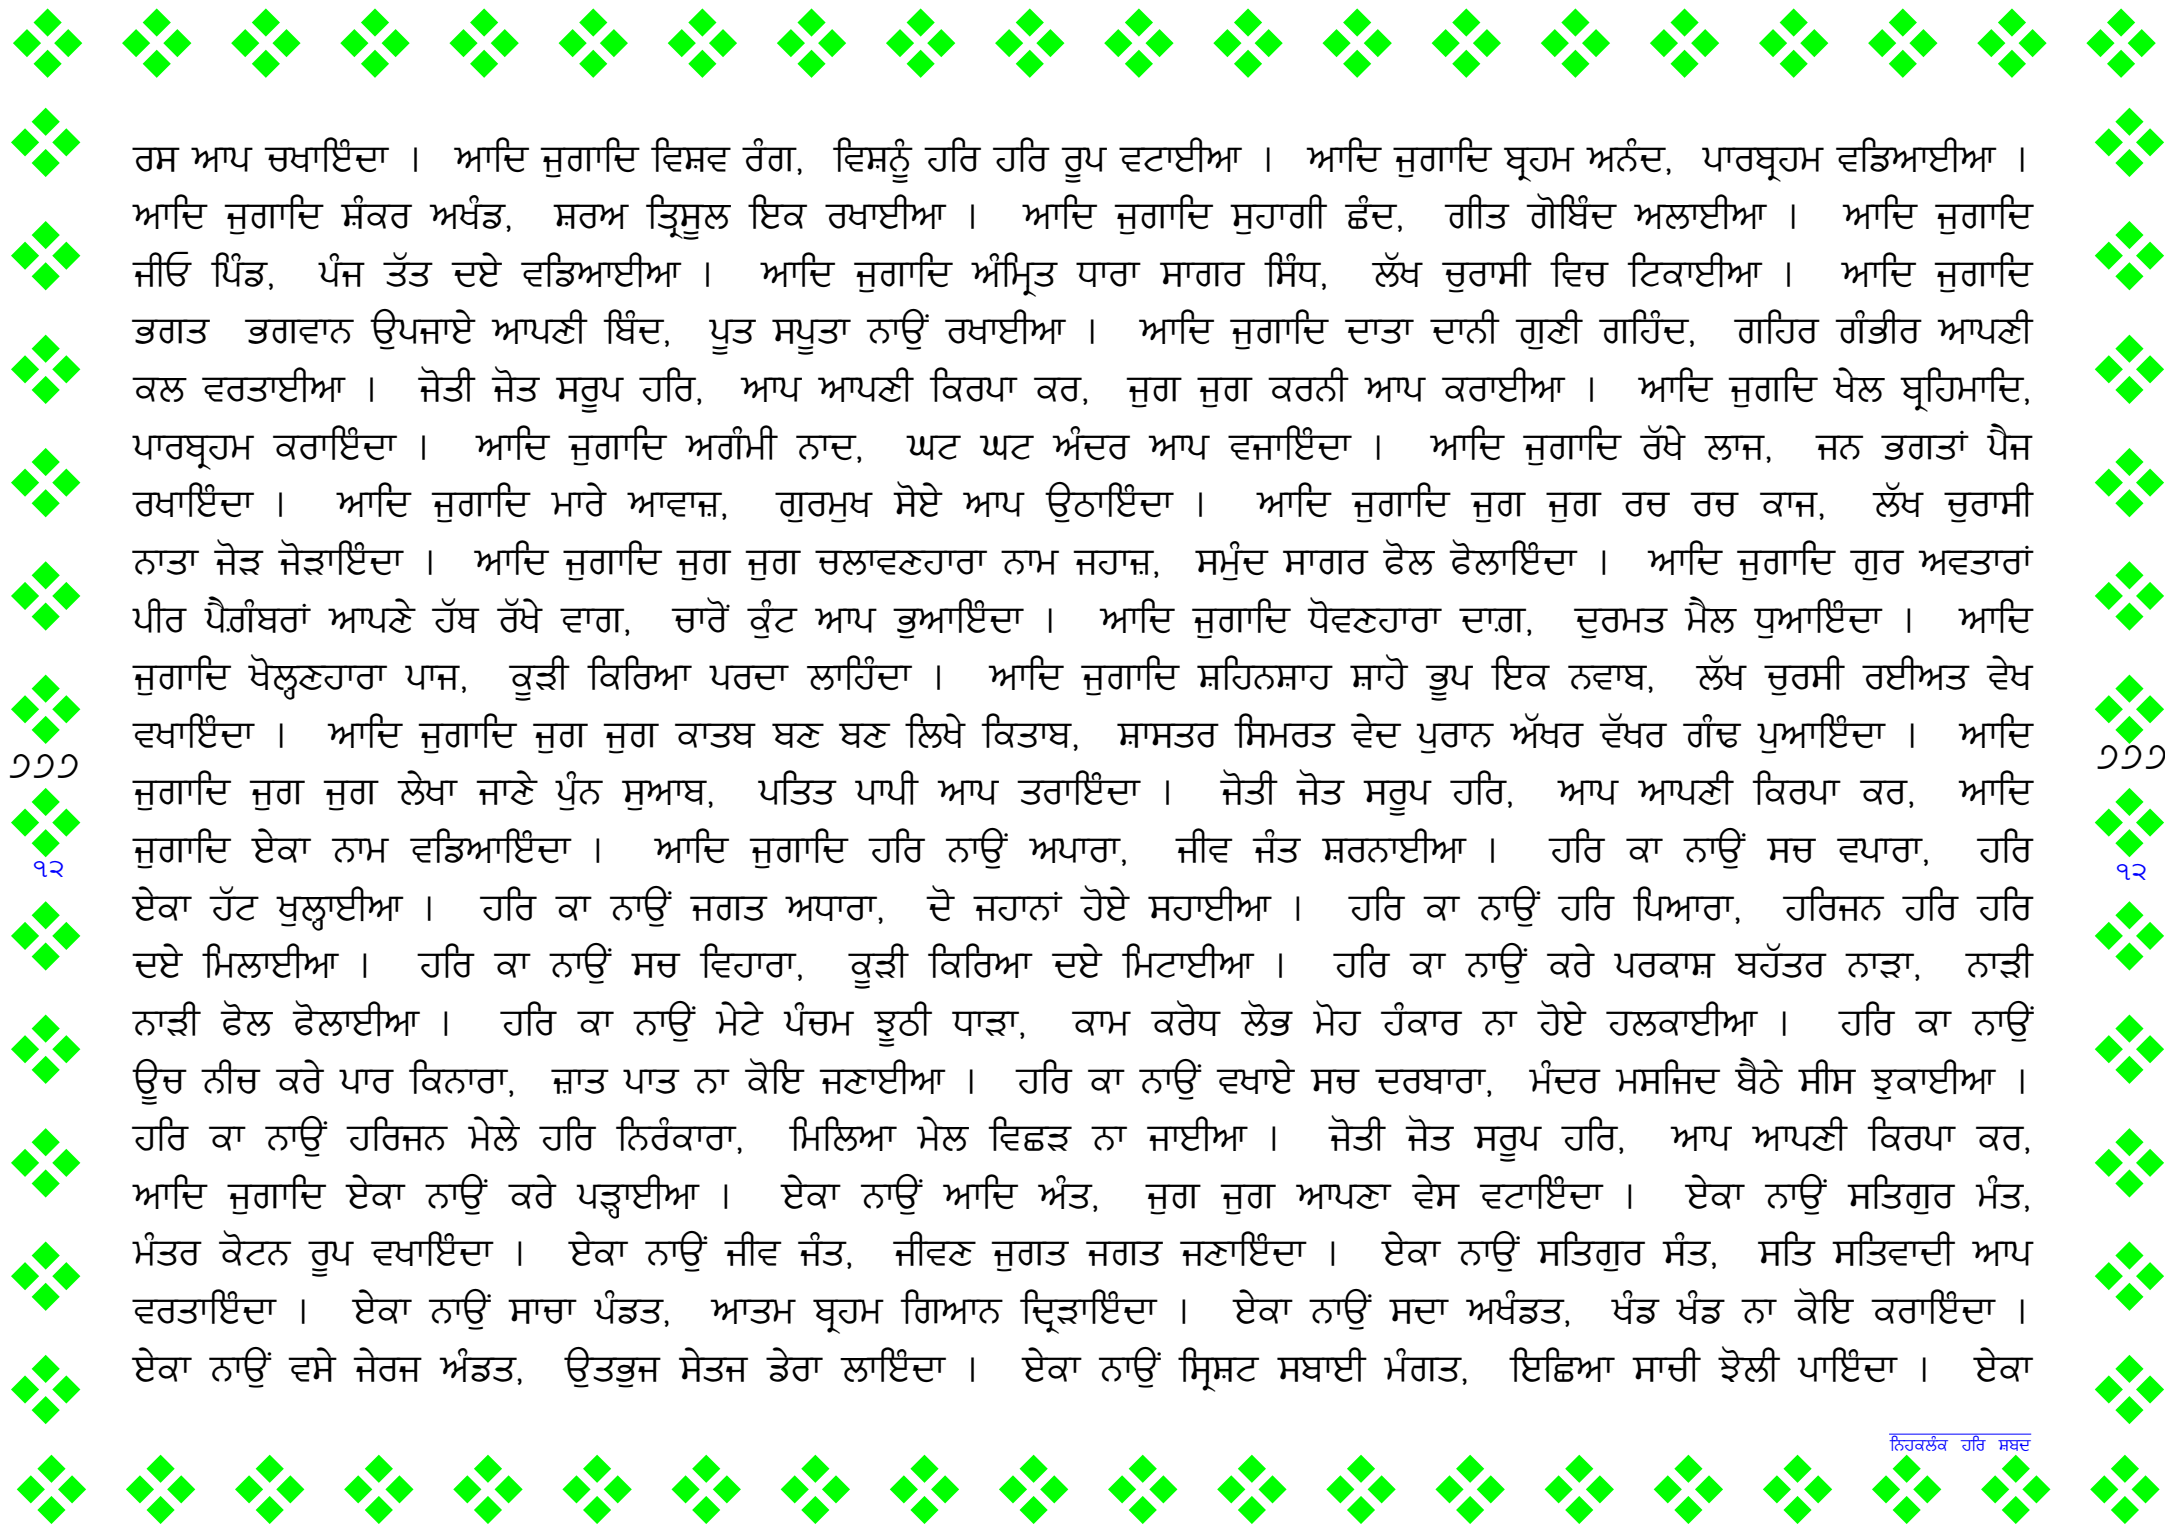 ਰਸ ਆਪ ਚਖਾਇੰਦਾ । ਆਦਿ ਜੁਗਾਦਿ ਵਿਸ਼ਵ ਰੰਗ, ਵਿਸ਼ਨੂੰ ਹਰਿ ਹਰਿ ਰੂਪ ਵਟਾਈਆ । ਆਦਿ ਜੁਗਾਦਿ ਬ੍ਰਹਮ ਅਨੰਦ, ਪਾਰਬ੍ਰਹਮ ਵਡਿਆਈਆ ।
ਆਦਿ ਜੁਗਾਦਿ ਸ਼ੰਕਰ ਅਖੰਡ, ਸ਼ਰਅ ਤ੍ਰਿਸੂਲ ਇਕ ਰਖਾਈਆ । ਆਦਿ ਜੁਗਾਦਿ ਸੁਹਾਗੀ ਛੰਦ, ਗੀਤ ਗੋਬਿੰਦ ਅਲਾਈਆ । ਆਦਿ ਜੁਗਾਦਿ
ਜੀਓ ਪਿੰਡ, ਪੰਜ ਤੱਤ ਦਏ ਵਡਿਆਈਆ । ਆਦਿ ਜੁਗਾਦਿ ਅੰਮ੍ਰਿਤ ਧਾਰਾ ਸਾਗਰ ਸਿੰਧ, ਲੱਖ ਚੁਰਾਸੀ ਵਿਚ ਟਿਕਾਈਆ । ਆਦਿ ਜੁਗਾਦਿ
ਭਗਤ ਭਗਵਾਨ ਉਪਜਾਏ ਆਪਣੀ ਬਿੰਦ, ਪੂਤ ਸਪੂਤਾ ਨਾਉਂ ਰਖਾਈਆ । ਆਦਿ ਜੁਗਾਦਿ ਦਾਤਾ ਦਾਨੀ ਗੁਣੀ ਗਹਿੰਦ, ਗਹਿਰ ਗੰਭੀਰ ਆਪਣੀ
ਕਲ ਵਰਤਾਈਆ । ਜੋਤੀ ਜੋਤ ਸਰੂਪ ਹਰਿ, ਆਪ ਆਪਣੀ ਕਿਰਪਾ ਕਰ, ਜੁਗ ਜੁਗ ਕਰਨੀ ਆਪ ਕਰਾਈਆ । ਆਦਿ ਜੁਗਦਿ ਖੇਲ ਬ੍ਰਹਿਮਾਦਿ,
ਪਾਰਬ੍ਰਹਮ ਕਰਾਇੰਦਾ । ਆਦਿ ਜੁਗਾਦਿ ਅਗੰਮੀ ਨਾਦ, ਘਟ ਘਟ ਅੰਦਰ ਆਪ ਵਜਾਇੰਦਾ । ਆਦਿ ਜੁਗਾਦਿ ਰੱਖੇ ਲਾਜ, ਜਨ ਭਗਤਾਂ ਪੈਜ
ਰਖਾਇੰਦਾ । ਆਦਿ ਜੁਗਾਦਿ ਮਾਰੇ ਆਵਾਜ਼, ਗੁਰਮੁਖ ਸੋਏ ਆਪ ਉਠਾਇੰਦਾ । ਆਦਿ ਜੁਗਾਦਿ ਜੁਗ ਜੁਗ ਰਚ ਰਚ ਕਾਜ, ਲੱਖ ਚੁਰਾਸੀ
ਨਾਤਾ ਜੋੜ ਜੋੜਾਇੰਦਾ । ਆਦਿ ਜੁਗਾਦਿ ਜੁਗ ਜੁਗ ਚਲਾਵਣਹਾਰਾ ਨਾਮ ਜਹਾਜ਼, ਸਮੁੰਦ ਸਾਗਰ ਫੋਲ ਫੋਲਾਇੰਦਾ । ਆਦਿ ਜੁਗਾਦਿ ਗੁਰ ਅਵਤਾਰਾਂ
ਪੀਰ ਪੈਗ਼ੰਬਰਾਂ ਆਪਣੇ ਹੱਥ ਰੱਖੇ ਵਾਗ, ਚਾਰੋਂ ਕੁੰਟ ਆਪ ਭੁਆਇੰਦਾ । ਆਦਿ ਜੁਗਾਦਿ ਧੋਵਣਹਾਰਾ ਦਾਗ਼, ਦੁਰਮਤ ਮੈਲ ਧੁਆਇੰਦਾ । ਆਦਿ
ਜੁਗਾਦਿ ਖੋਲ੍ਹਣਹਾਰਾ ਪਾਜ, ਕੂੜੀ ਕਿਰਿਆ ਪਰਦਾ ਲਾਹਿੰਦਾ । ਆਦਿ ਜੁਗਾਦਿ ਸ਼ਹਿਨਸ਼ਾਹ ਸ਼ਾਹੋ ਭੂਪ ਇਕ ਨਵਾਬ, ਲੱਖ ਚੁਰਸੀ ਰਈਅਤ ਵੇਖ
ਵਖਾਇੰਦਾ । ਆਦਿ ਜੁਗਾਦਿ ਜੁਗ ਜੁਗ ਕਾਤਬ ਬਣ ਬਣ ਲਿਖੇ ਕਿਤਾਬ, ਸ਼ਾਸਤਰ ਸਿਮਰਤ ਵੇਦ ਪੁਰਾਨ ਅੱਖਰ ਵੱਖਰ ਗੰਢ ਪੁਆਇੰਦਾ । ਆਦਿ
੭੭੭ ੭੭੭
ਜੁਗਾਦਿ ਜੁਗ ਜੁਗ ਲੇਖਾ ਜਾਣੇ ਪੁੰਨ ਸੁਆਬ, ਪਤਿਤ ਪਾਪੀ ਆਪ ਤਰਾਇੰਦਾ । ਜੋਤੀ ਜੋਤ ਸਰੂਪ ਹਰਿ, ਆਪ ਆਪਣੀ ਕਿਰਪਾ ਕਰ, ਆਦਿ
ਜੁਗਾਦਿ ਏਕਾ ਨਾਮ ਵਡਿਆਇੰਦਾ । ਆਦਿ ਜੁਗਾਦਿ ਹਰਿ ਨਾਉਂ ਅਪਾਰਾ, ਜੀਵ ਜੰਤ ਸ਼ਰਨਾਈਆ । ਹਰਿ ਕਾ ਨਾਉਂ ਸਚ ਵਪਾਰਾ, ਹਰਿ
੧੨ ੧੨
ਏਕਾ ਹੱਟ ਖੁਲ੍ਹਾਈਆ । ਹਰਿ ਕਾ ਨਾਉਂ ਜਗਤ ਅਧਾਰਾ, ਦੋ ਜਹਾਨਾਂ ਹੋਏ ਸਹਾਈਆ । ਹਰਿ ਕਾ ਨਾਉਂ ਹਰਿ ਪਿਆਰਾ, ਹਰਿਜਨ ਹਰਿ ਹਰਿ
ਦਏ ਮਿਲਾਈਆ । ਹਰਿ ਕਾ ਨਾਉਂ ਸਚ ਵਿਹਾਰਾ, ਕੂੜੀ ਕਿਰਿਆ ਦਏ ਮਿਟਾਈਆ । ਹਰਿ ਕਾ ਨਾਉਂ ਕਰੇ ਪਰਕਾਸ਼ ਬਹੱਤਰ ਨਾੜਾ, ਨਾੜੀ
ਨਾੜੀ ਫੋਲ ਫੋਲਾਈਆ । ਹਰਿ ਕਾ ਨਾਉਂ ਮੇਟੇ ਪੰਚਮ ਝੂਠੀ ਧਾੜਾ, ਕਾਮ ਕਰੋਧ ਲੋਭ ਮੋਹ ਹੰਕਾਰ ਨਾ ਹੋਏ ਹਲਕਾਈਆ । ਹਰਿ ਕਾ ਨਾਉਂ
ਊਚ ਨੀਚ ਕਰੇ ਪਾਰ ਕਿਨਾਰਾ, ਜ਼ਾਤ ਪਾਤ ਨਾ ਕੋਇ ਜਣਾਈਆ । ਹਰਿ ਕਾ ਨਾਉਂ ਵਖਾਏ ਸਚ ਦਰਬਾਰਾ, ਮੰਦਰ ਮਸਜਿਦ ਬੈਠੇ ਸੀਸ ਝੁਕਾਈਆ ।
ਹਰਿ ਕਾ ਨਾਉਂ ਹਰਿਜਨ ਮੇਲੇ ਹਰਿ ਨਿਰੰਕਾਰਾ, ਮਿਲਿਆ ਮੇਲ ਵਿਛੜ ਨਾ ਜਾਈਆ । ਜੋਤੀ ਜੋਤ ਸਰੂਪ ਹਰਿ, ਆਪ ਆਪਣੀ ਕਿਰਪਾ ਕਰ,
ਆਦਿ ਜੁਗਾਦਿ ਏਕਾ ਨਾਉਂ ਕਰੇ ਪੜ੍ਹਾਈਆ । ਏਕਾ ਨਾਉਂ ਆਦਿ ਅੰਤ, ਜੁਗ ਜੁਗ ਆਪਣਾ ਵੇਸ ਵਟਾਇੰਦਾ । ਏਕਾ ਨਾਉਂ ਸਤਿਗੁਰ ਮੰਤ,
ਮੰਤਰ ਕੋਟਨ ਰੂਪ ਵਖਾਇੰਦਾ । ਏਕਾ ਨਾਉਂ ਜੀਵ ਜੰਤ, ਜੀਵਣ ਜੁਗਤ ਜਗਤ ਜਣਾਇੰਦਾ । ਏਕਾ ਨਾਉਂ ਸਤਿਗੁਰ ਸੰਤ, ਸਤਿ ਸਤਿਵਾਦੀ ਆਪ
ਵਰਤਾਇੰਦਾ । ਏਕਾ ਨਾਉਂ ਸਾਚਾ ਪੰਡਤ, ਆਤਮ ਬ੍ਰਹਮ ਗਿਆਨ ਦ੍ਰਿੜਾਇੰਦਾ । ਏਕਾ ਨਾਉਂ ਸਦਾ ਅਖੰਡਤ, ਖੰਡ ਖੰਡ ਨਾ ਕੋਇ ਕਰਾਇੰਦਾ ।
ਏਕਾ ਨਾਉਂ ਵਸੇ ਜੇਰਜ ਅੰਡਤ, ਉਤਭੁਜ ਸੇਤਜ ਡੇਰਾ ਲਾਇੰਦਾ । ਏਕਾ ਨਾਉਂ ਸ੍ਰਿਸ਼ਟ ਸਬਾਈ ਮੰਗਤ, ਇਛਿਆ ਸਾਚੀ ਝੋਲੀ ਪਾਇੰਦਾ । ਏਕਾ
ਨਿਹਕਲੰਕ ਹਰਿ ਸ਼ਬਦ